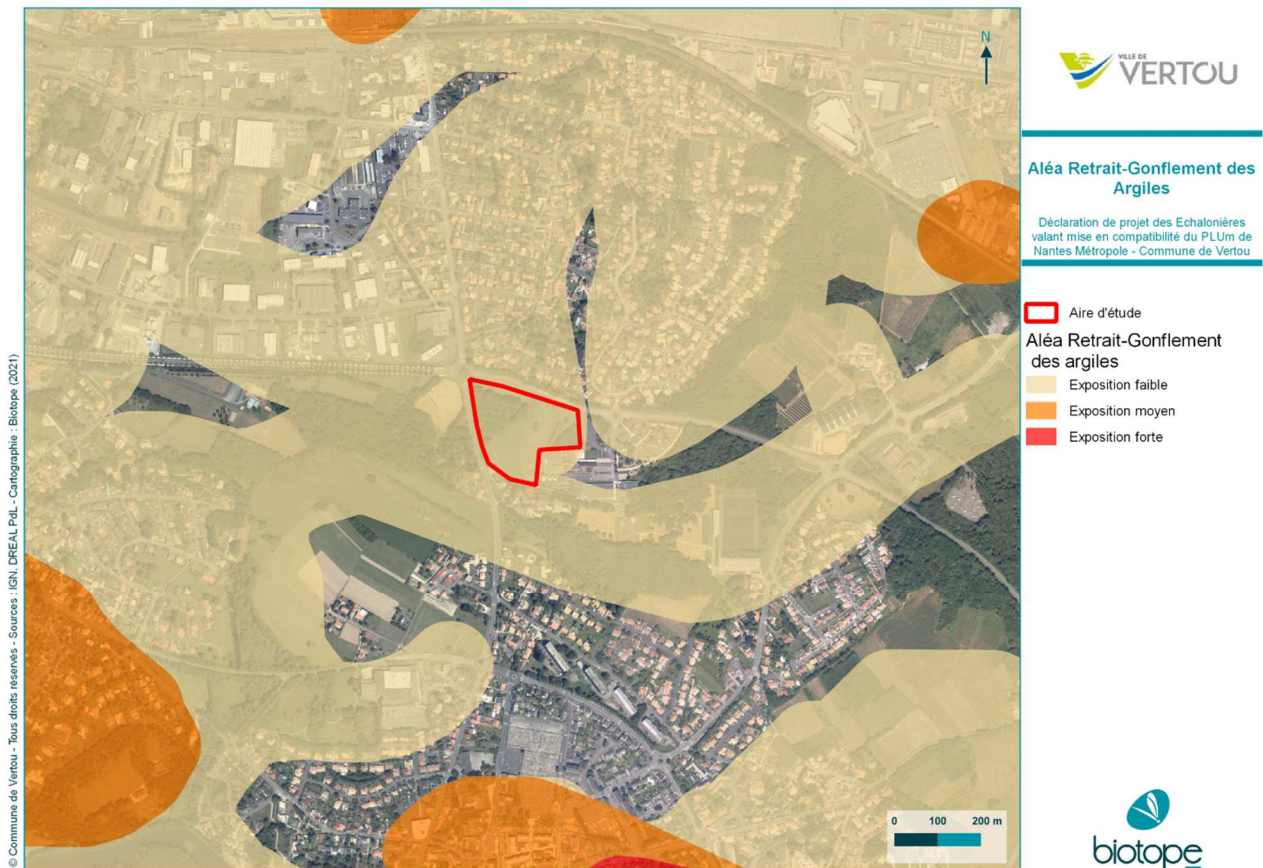 N
VILLE DE
VERTOU
Aléa Retrait-Gonflement des
Argiles
Déclaration de projet des Echalonières
valant mise en compatibilité du PLUm de
Nantes Métropole - Commune de Vertou
Aire d'étude
Aléa Retrait-Gonflement
des argiles
Exposition faible
Exposition moyen
Exposition forte
© Commune de Vertou - Tous droits réservés - Sources : IGN, DREAL PdL - Cartographie : Biotope (2021)
0 100 200 m
biotope